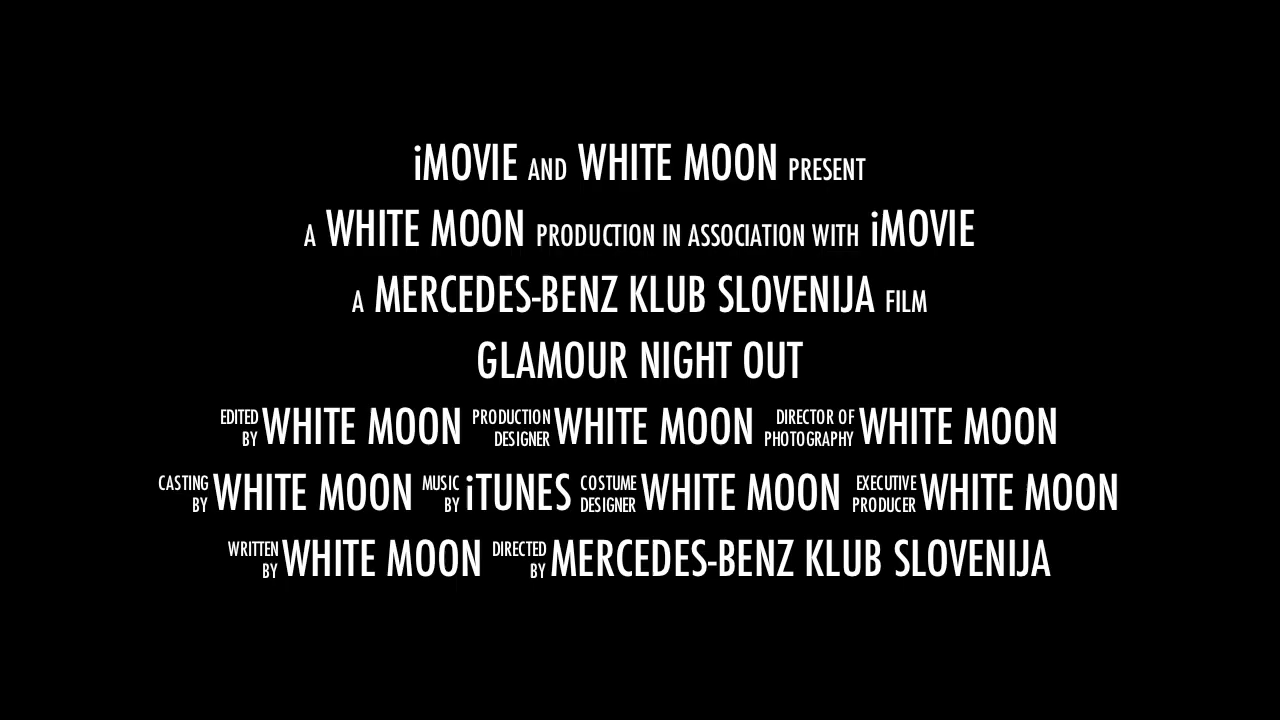 iMOVIE AND WHITE MOON PRESENT
A WHITE MOON PRODUCTION IN ASSOCIATION WITH iMOVIE
A MERCEDES-BENZ KLUB SLOVENIJA FILM
GLAMOUR NIGHT OUT
EDITED BY WHITE MOON PRODUCTION DESIGNER WHITE MOON DIRECTOR OF PHOTOGRAPHY WHITE MOON
CASTING BY WHITE MOON MUSIC BY iTUNES COSTUME DESIGNER WHITE MOON EXECUTIVE PRODUCER WHITE MOON
WRITTEN BY WHITE MOON DIRECTED BY MERCEDES-BENZ KLUB SLOVENIJA